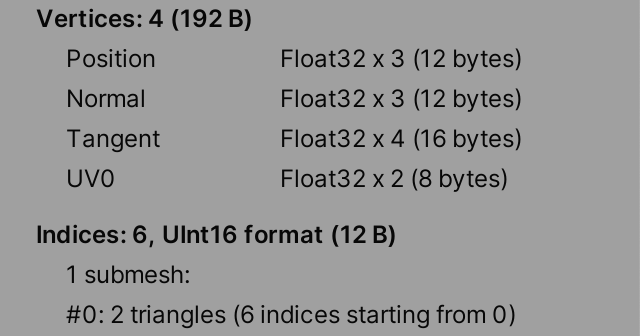 Vertices: 4 (192 B)
Position Float32 x 3 (12 bytes)
Normal Float32 x 3 (12 bytes)
Tangent Float32 x 4 (16 bytes)
UV0 Float32 x 2 (8 bytes)
Indices: 6, UInt16 format (12 B)
1 submesh:
#0: 2 triangles (6 indices starting from 0)